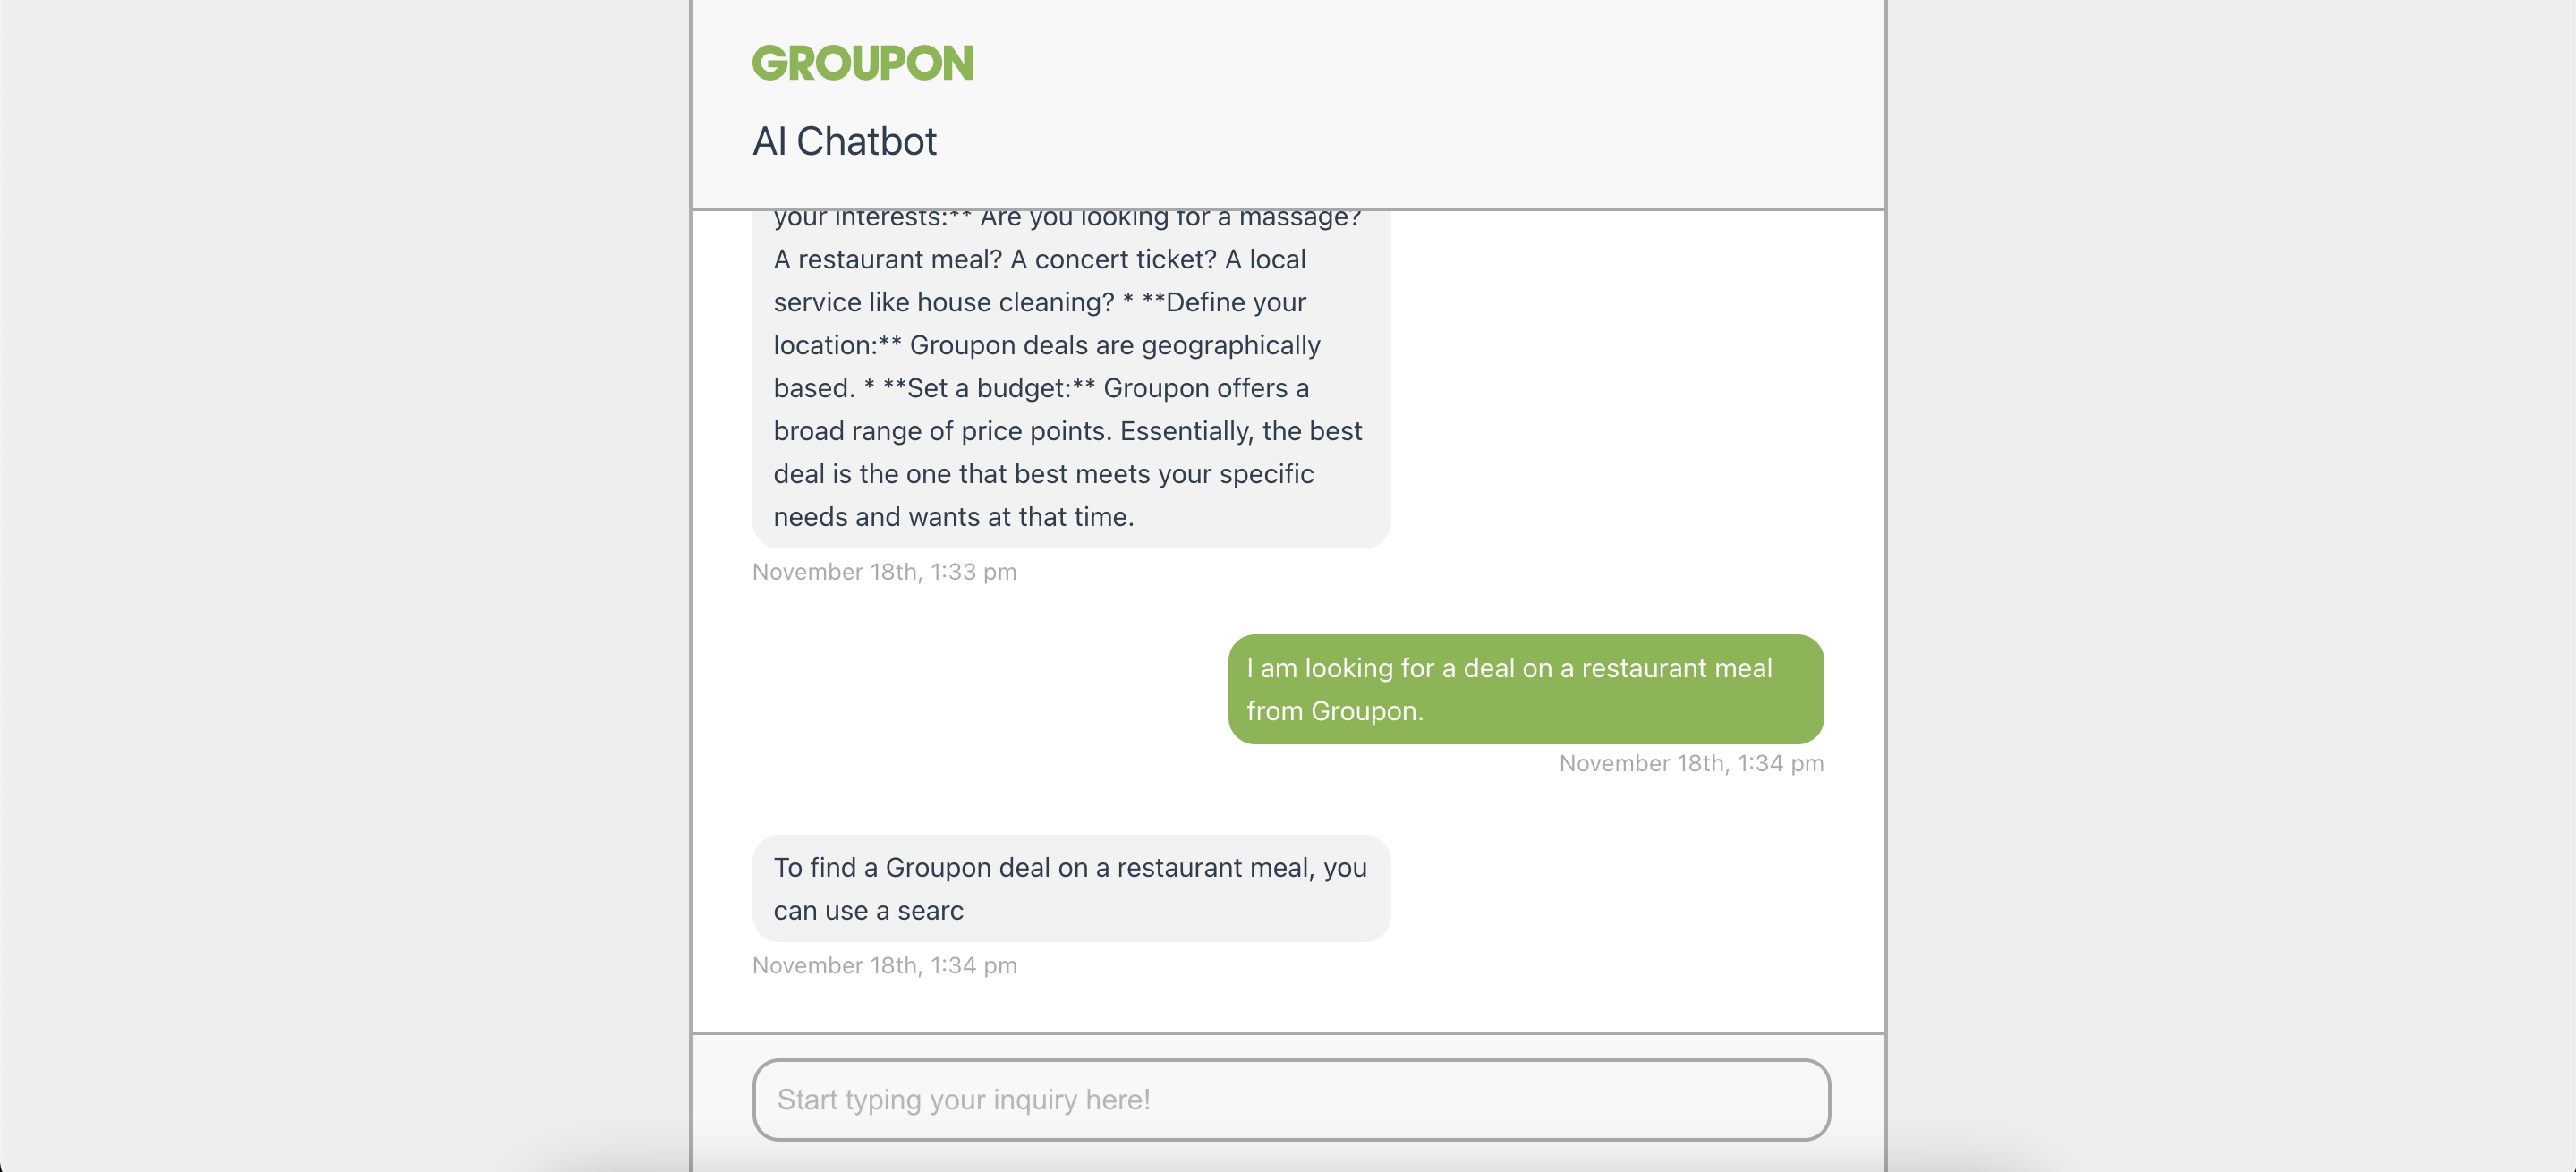 GROUPON
AI Chatbot
your interests:** Are you looking for a massage?
A restaurant meal? A concert ticket? A local
service like house cleaning? * **Define your
location:** Groupon deals are geographically
based. * **Set a budget:** Groupon offers a
broad range of price points. Essentially, the best
deal is the one that best meets your specific
needs and wants at that time.
November 18th, 1:33 pm
I am looking for a deal on a restaurant meal
from Groupon.
November 18th, 1:34 pm
To find a Groupon deal on a restaurant meal, you
can use a searc
November 18th, 1:34 pm
Start typing your inquiry here!